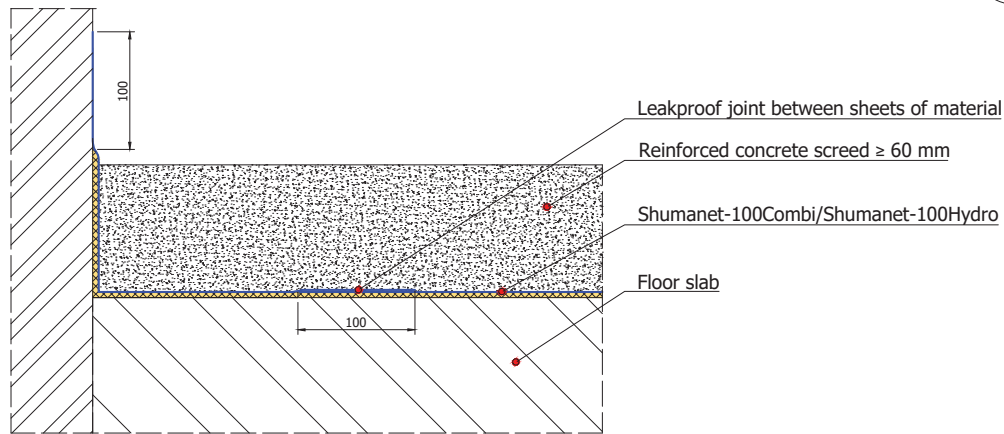 100
Leakproof joint between sheets of material
Reinforced concrete screed ≥ 60 mm
Shumanet-100Combi/Shumanet-100Hydro
Floor slab
100